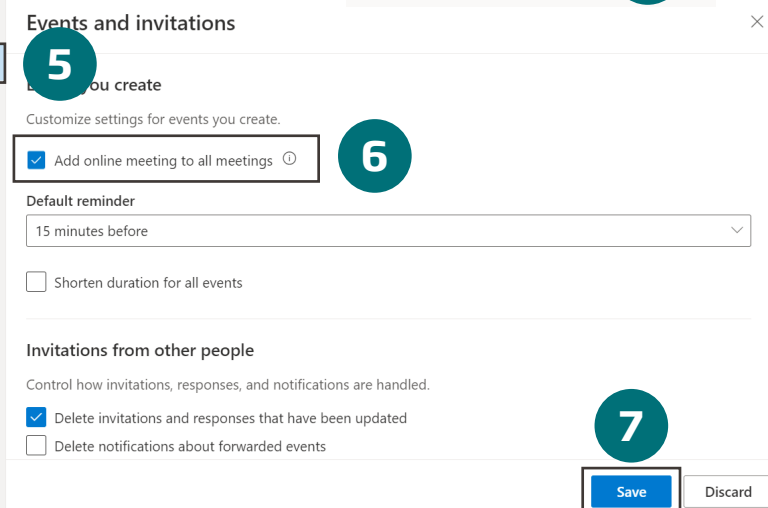 Events and invitations
5
you create
Customize settings for events you create.
Add online meeting to all meetings
6
Default reminder
15 minutes before
Shorten duration for all events
Invitations from other people
Control how invitations, responses, and notifications are handled.
Delete invitations and responses that have been updated
7
Delete notifications about forwarded events
Save
Discard